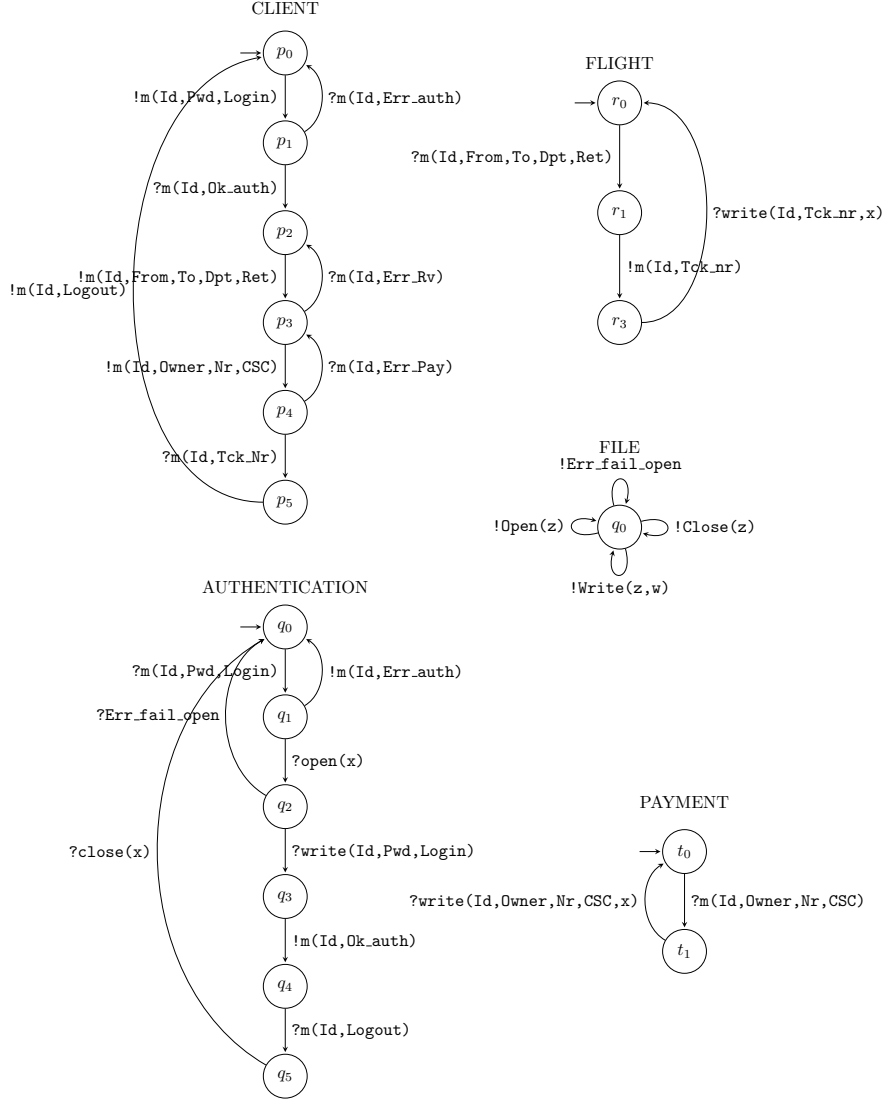 CLIENT
p0
!m(Id,Pwd,Login)
?m(Id,Err_auth)
p1
?m(Id,Ok_auth)
p2
!m(Id,From,To,Dpt,Ret)
?m(Id,Err_Rv)
!m(Id,Logout)
p3
!m(Id,Owner,Nr,CSC)
?m(Id,Err_Pay)
p4
?m(Id,Tck_Nr)
p5
FLIGHT
r0
?m(Id,From,To,Dpt,Ret)
r1
?write(Id,Tck_nr,x)
!m(Id,Tck_nr)
r3
FILE
!Err_fail_open
!Open(z)
q0
!Close(z)
!Write(z,w)
AUTHENTICATION
q0
?m(Id,Pwd,Login)
!m(Id,Err_auth)
q1
?Err_fail_open
?open(x)
q2
?close(x)
?write(Id,Pwd,Login)
q3
!m(Id,Ok_auth)
q4
?m(Id,Logout)
q5
PAYMENT
t0
?write(Id,Owner,Nr,CSC,x)
?m(Id,Owner,Nr,CSC)
t1